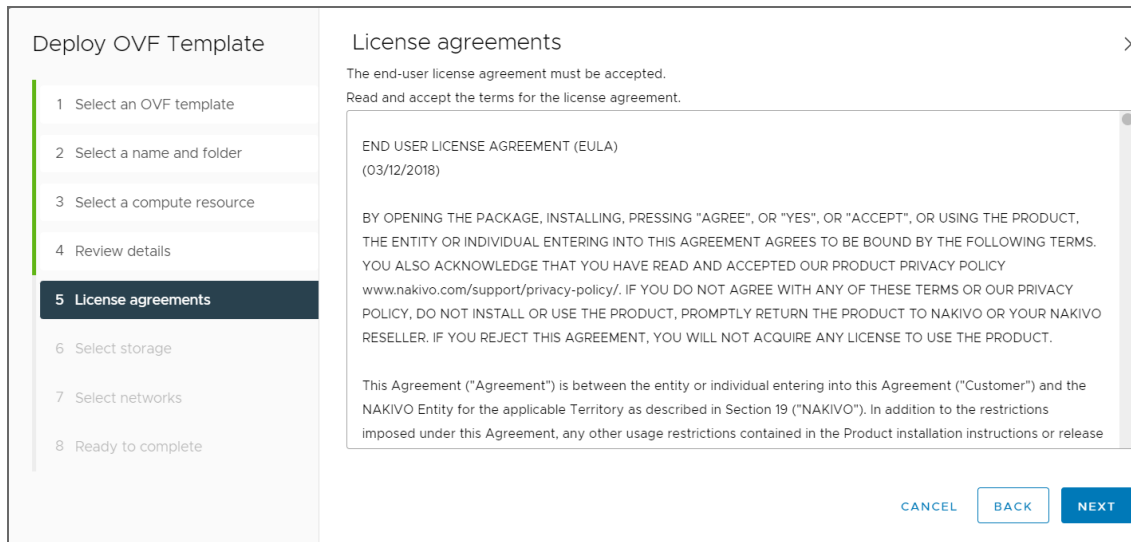 Deploy OVF Template
1 Select an OVF template
2 Select a name and folder
3 Select a compute resource
4 Review details
5 License agreements
6 Select storage
7 Select networks
8 Ready to complete
License agreements
The end-user license agreement must be accepted.
Read and accept the terms for the license agreement.
END USER LICENSE AGREEMENT (EULA)
(03/12/2018)
BY OPENING THE PACKAGE, INSTALLING, PRESSING "AGREE", OR "YES", OR "ACCEPT", OR USING THE PRODUCT,
THE ENTITY OR INDIVIDUAL ENTERING INTO THIS AGREEMENT AGREES TO BE BOUND BY THE FOLLOWING TERMS.
YOU ALSO ACKNOWLEDGE THAT YOU HAVE READ AND ACCEPTED OUR PRODUCT PRIVACY POLICY
www.nakivo.com/support/privacy-policy/. IF YOU DO NOT AGREE WITH ANY OF THESE TERMS OR OUR PRIVACY
POLICY, DO NOT INSTALL OR USE THE PRODUCT, PROMPTLY RETURN THE PRODUCT TO NAKIVO OR YOUR NAKIVO
RESELLER. IF YOU REJECT THIS AGREEMENT, YOU WILL NOT ACQUIRE ANY LICENSE TO USE THE PRODUCT.
This Agreement ("Agreement") is between the entity or individual entering into this Agreement ("Customer") and the
NAKIVO Entity for the applicable Territory as described in Section 19 ("NAKIVO"). In addition to the restrictions
imposed under this Agreement, any other usage restrictions contained in the Product installation instructions or release
CANCEL BACK NEXT